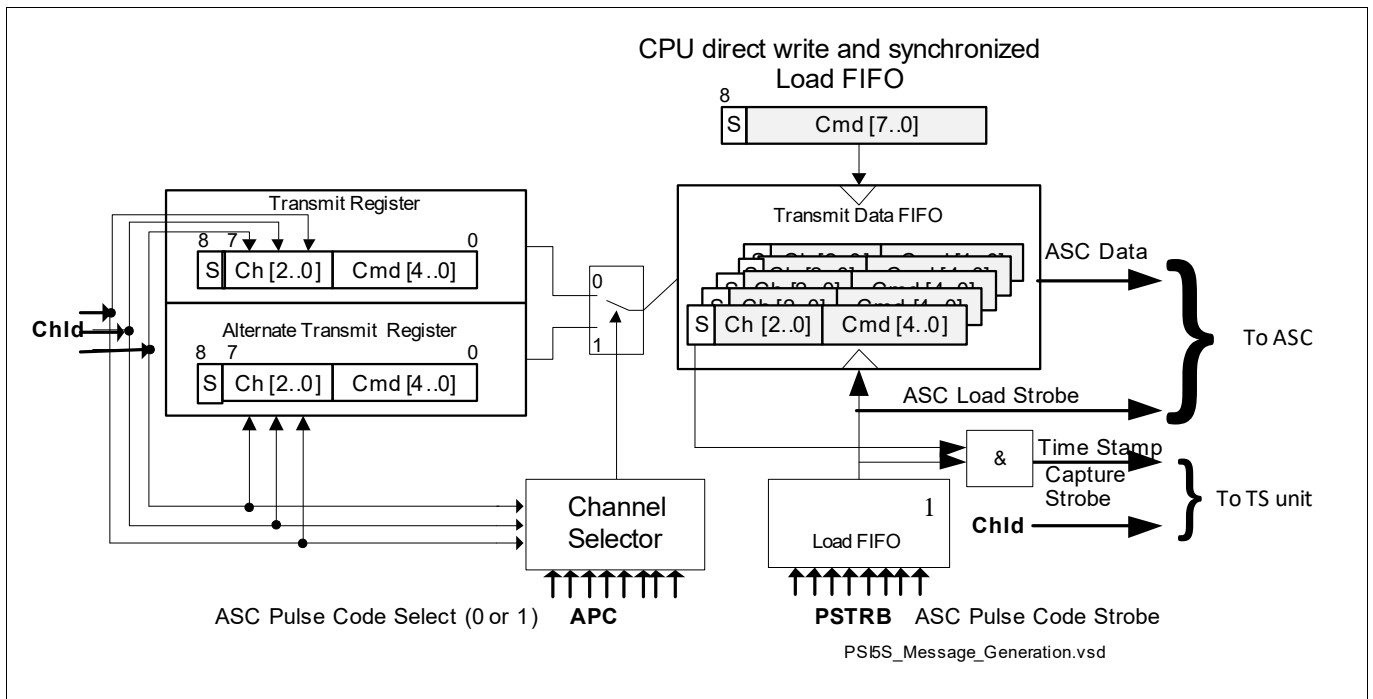 CPU direct write and synchronized
Load FIFO
8
S Cmd [7..0]
Transmit Register
8 7 0
S Ch [2..0] Cmd [4..0]
Alternate Transmit Register
8 7 0
S Ch [2..0] Cmd [4..0]
ChId
0
1
Transmit Data FIFO
S Ch [2..0] Cmd [4..0]
ASC Data
To ASC
ASC Load Strobe
&
Time Stamp
Capture
Strobe
To TS unit
ChId
Channel
Selector
1
Load FIFO
ASC Pulse Code Select (0 or 1) APC
PSTRB ASC Pulse Code Strobe
PSI5S_Message_Generation.vsd